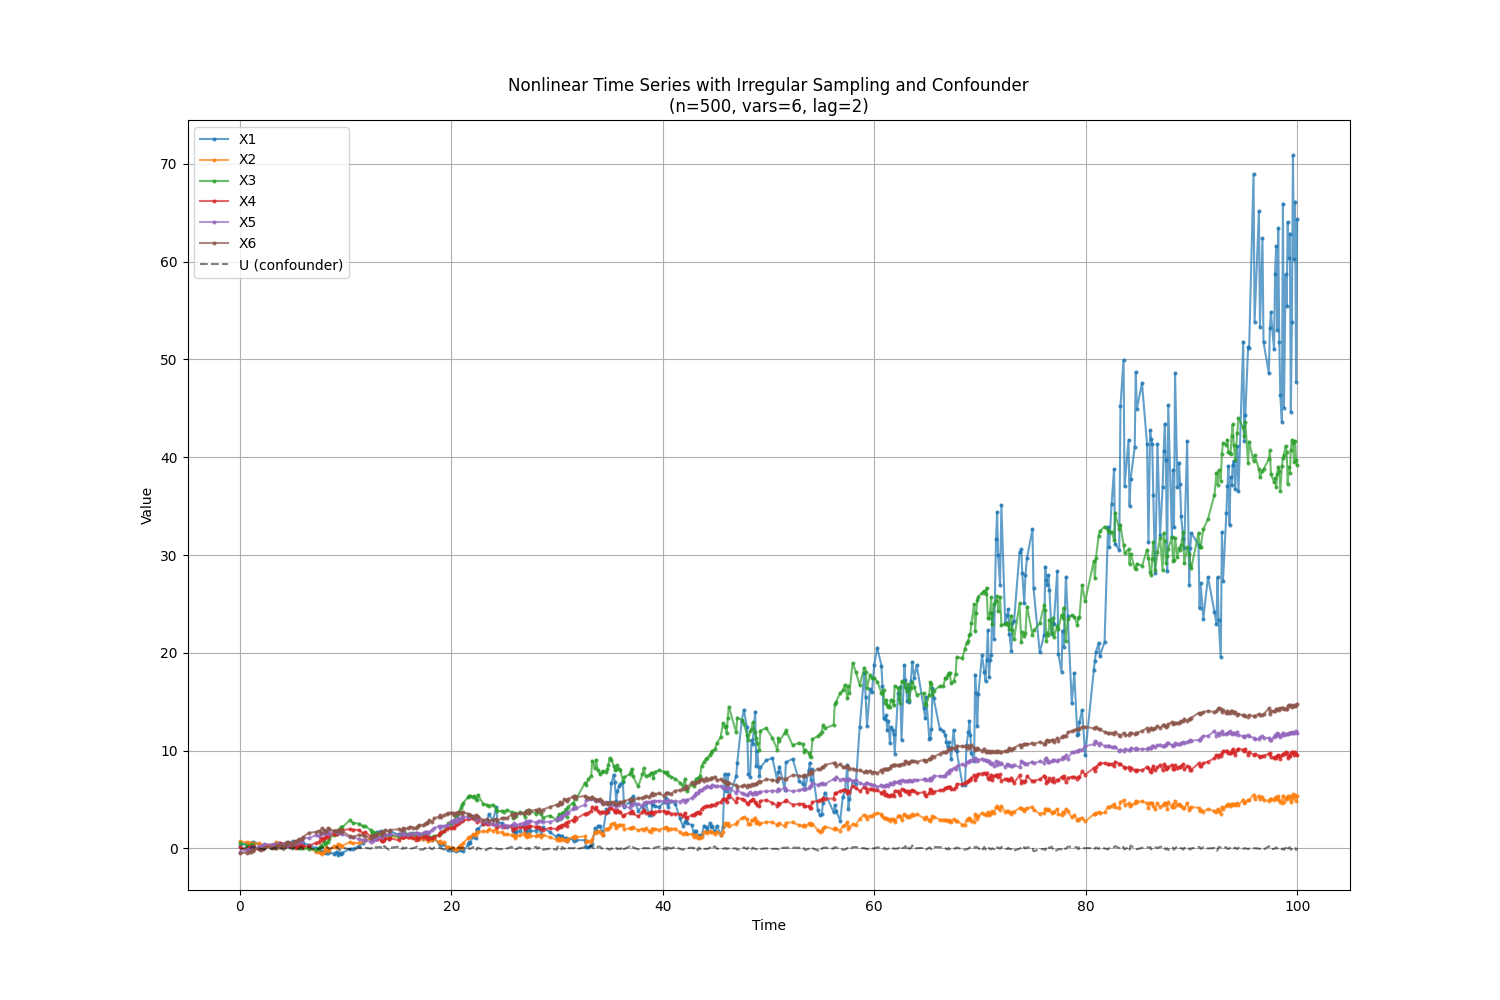 Nonlinear Time Series with Irregular Sampling and Confounder
(n=500, vars=6, lag=2)
X1
X2
X3
X4
X5
X6
U (confounder)
Value
70
60
50
40
30
20
10
0
0 20 40 60 80 100
Time